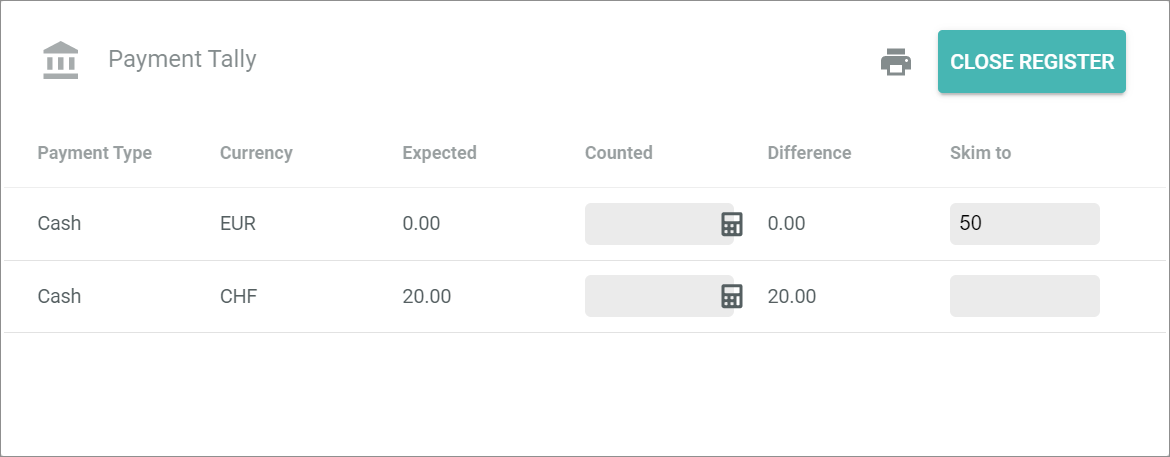 Payment Tally
CLOSE REGISTER
Payment Type Currency Expected Counted Difference Skim to
Cash EUR 0.00 0.00 50
Cash CHF 20.00 20.00